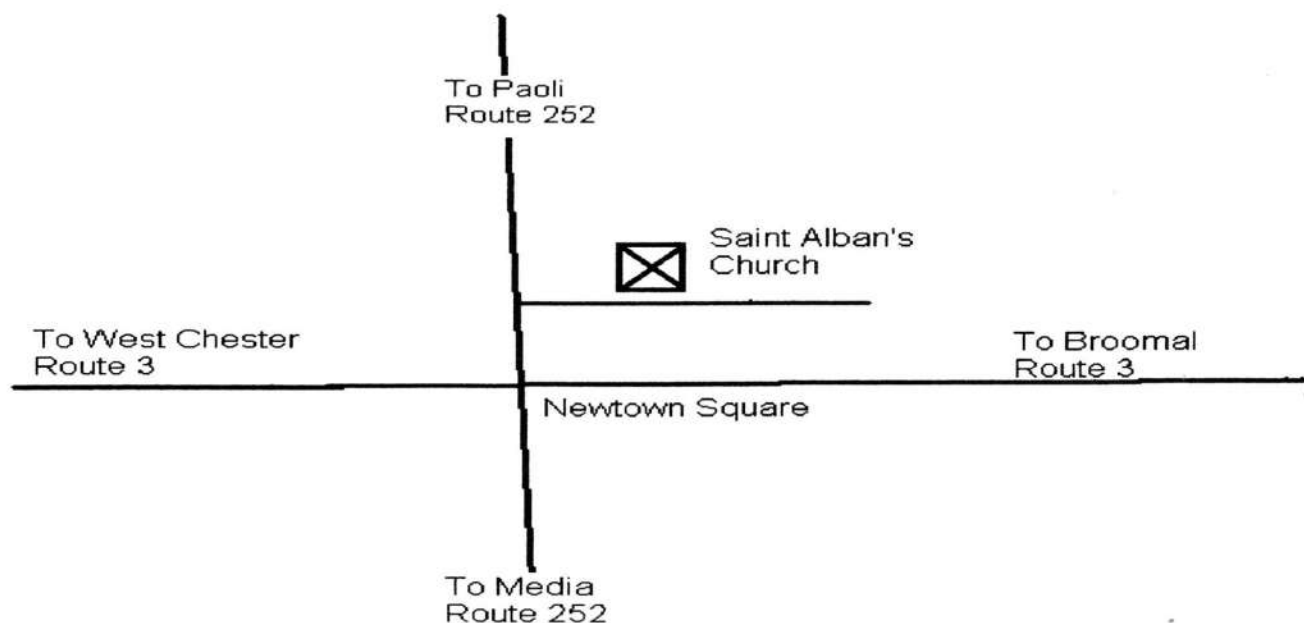 To Paoli
Route 252
Saint Alban's
Church
To West Chester
Route 3
To Broomal
Route 3
Newtown Square
To Media
Route 252